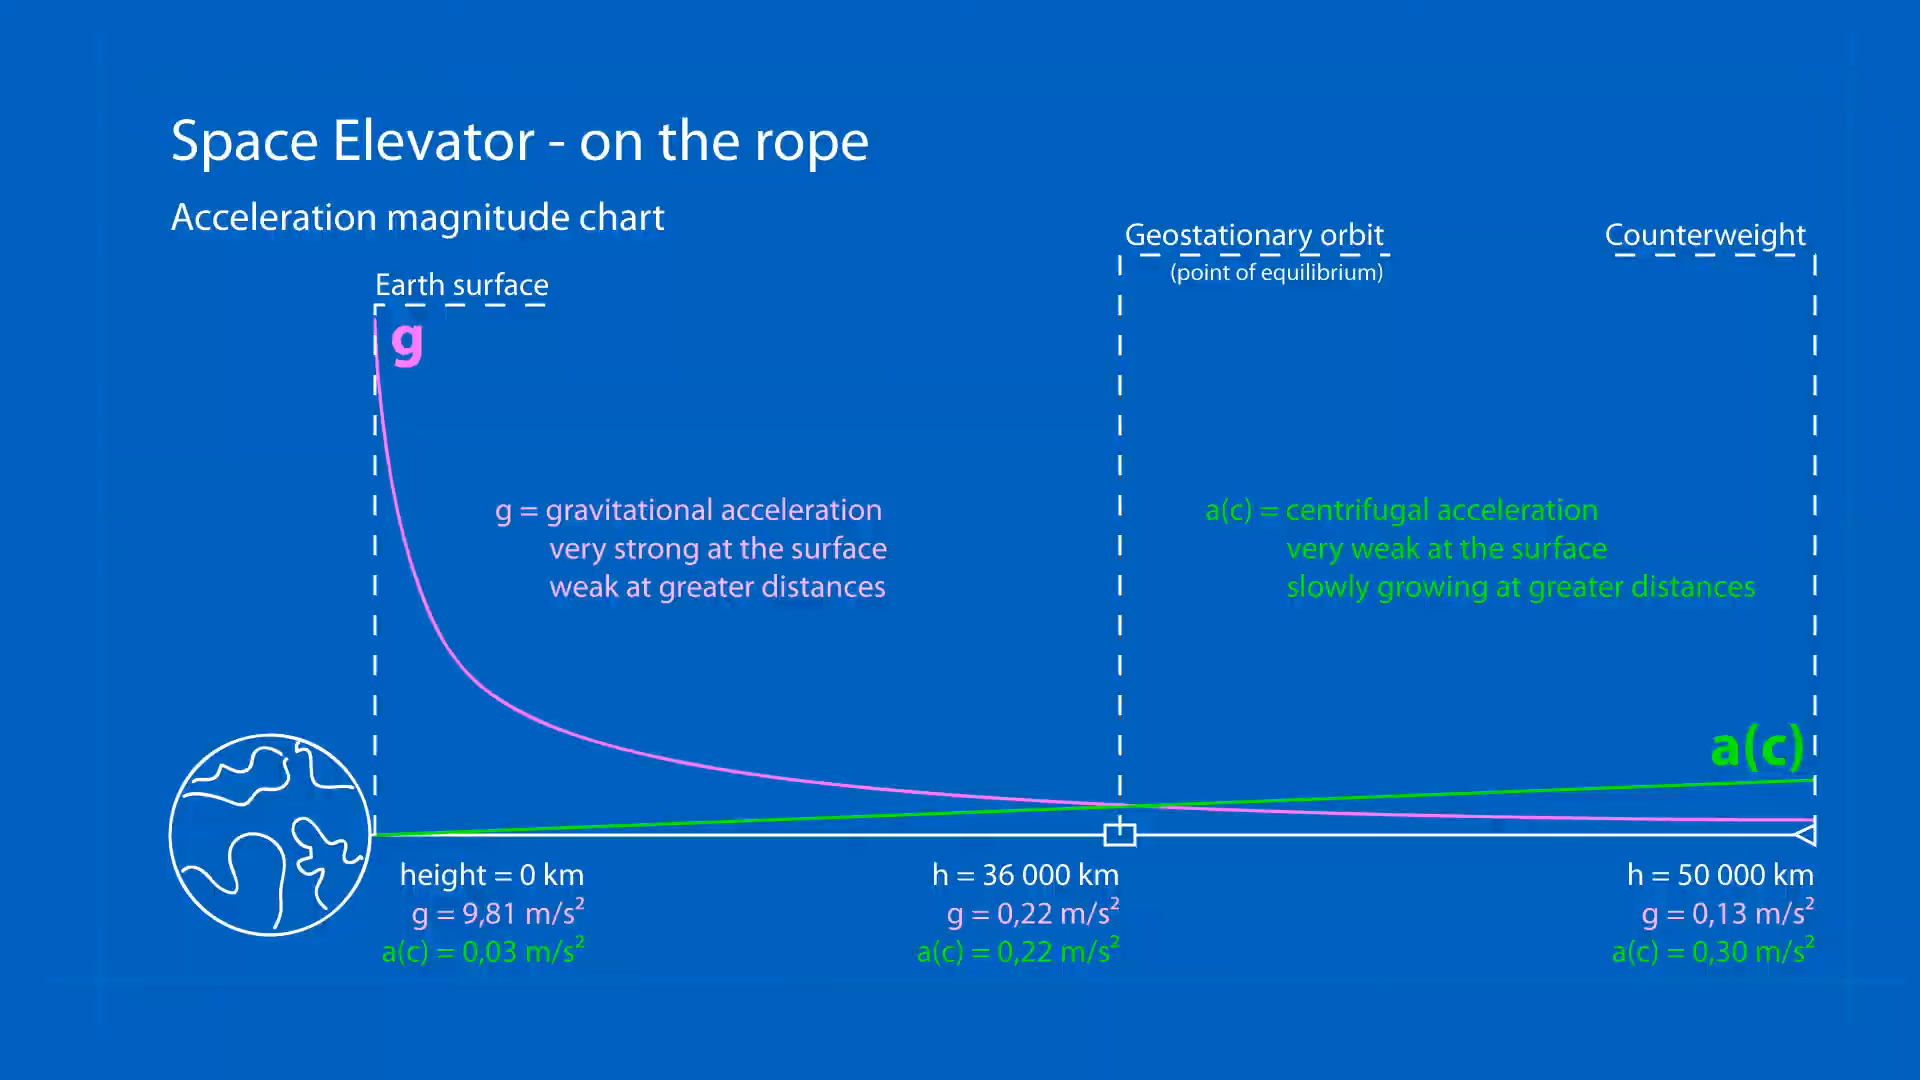 Space Elevator - on the rope
Acceleration magnitude chart
Earth surface
g
Geostationary orbit
(point of equilibrium)
Counterweight
g = gravitational acceleration
very strong at the surface
weak at greater distances
a(c) = centrifugal acceleration
very weak at the surface
slowly growing at greater distances
a(c)
height = 0 km
g = 9,81 m/s²
a(c) = 0,03 m/s²
h = 36 000 km
g = 0,22 m/s²
a(c) = 0,22 m/s²
h = 50 000 km
g = 0,13 m/s²
a(c) = 0,30 m/s²